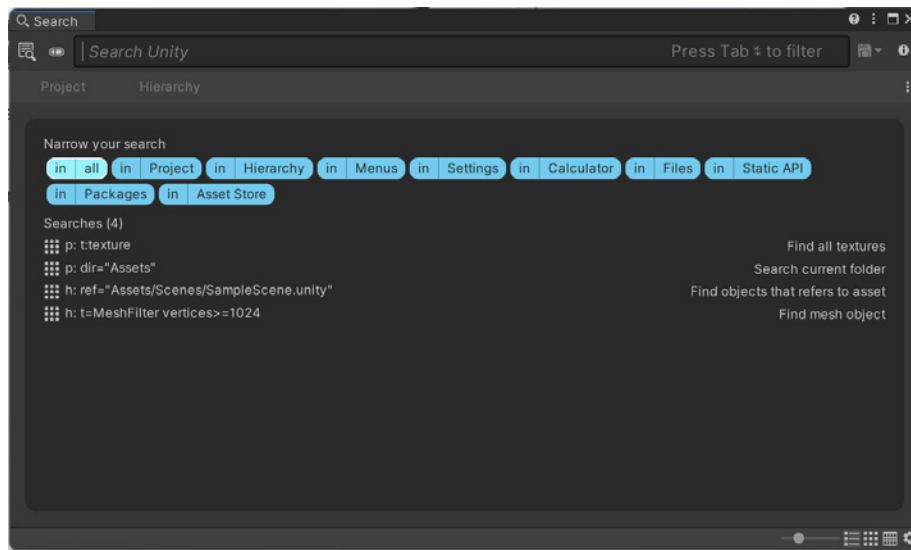 Search
Search Unity Press Tab to filter
Project Hierarchy
Narrow your search
in all in Project in Hierarchy in Menus in Settings in Calculator in Files in Static API
in Packages in Asset Store
Searches (4)
p: t:texture Find all textures
p: dir="Assets" Search current folder
h: ref="Assets/Scenes/SampleScene.unity" Find objects that refers to asset
h: t=MeshFilter vertices>=1024 Find mesh object